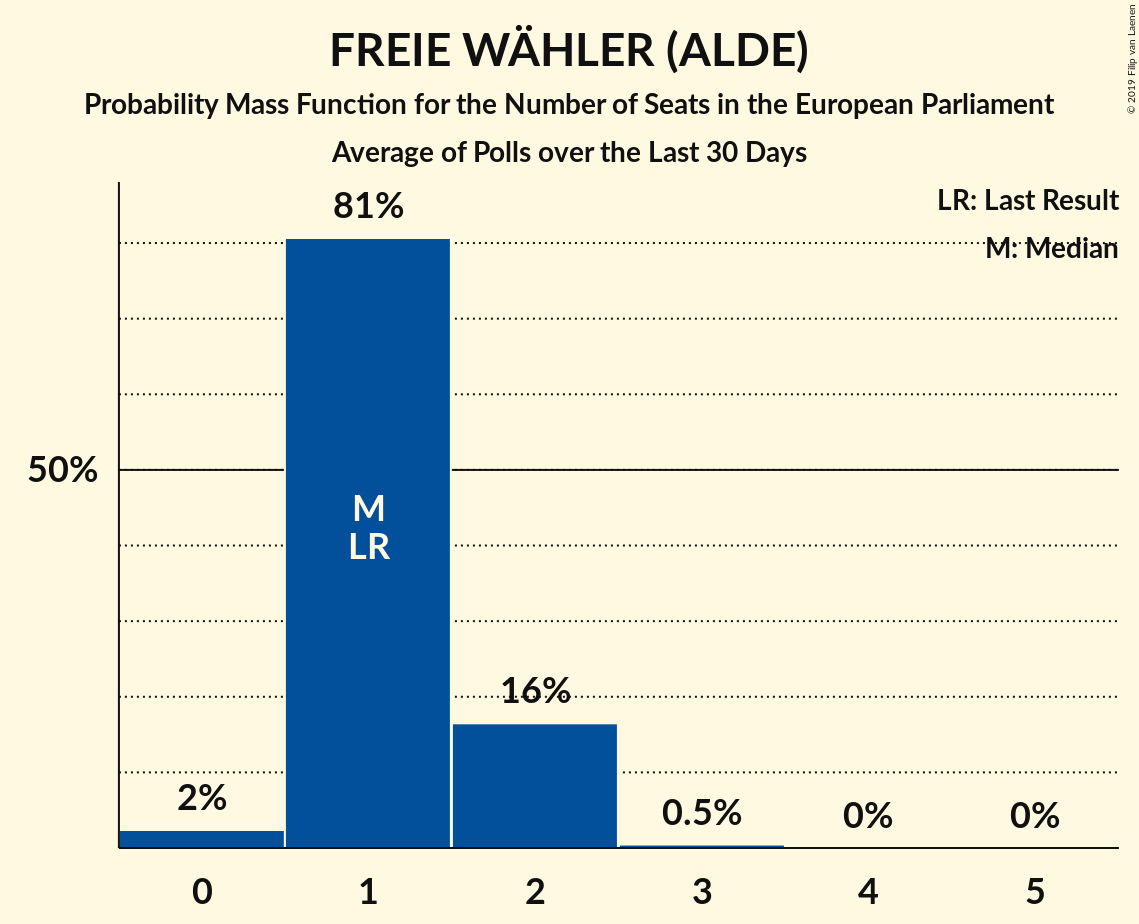 FREIE WÄHLER (ALDE)
Probability Mass Function for the Number of Seats in the European Parliament
Average of Polls over the Last 30 Days
© 2019 Filip van Laenen
LR: Last Result
M: Median
81%
50%
M
LR
16%
2%
0.5%
0%
0%
0 1 2 3 4 5